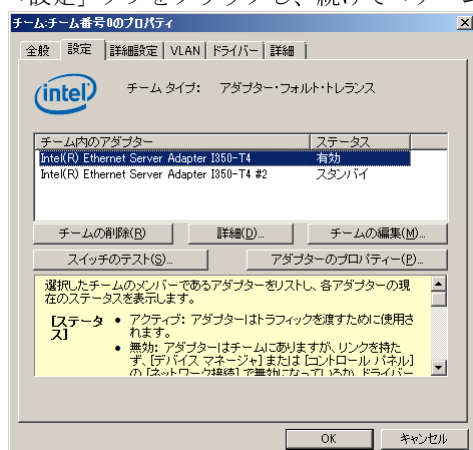 「設定」タブをクリックし、続けて「チーム
チーム:チーム番号0のプロパティ
全般 設定 詳細設定 VLAN ドライバー 詳細
intel
チーム タイプ: アダプター・フォルト・トレランス
チーム内のアダプター ステータス
Intel(R) Ethernet Server Adapter I350-T4 有効
Intel(R) Ethernet Server Adapter I350-T4 #2 スタンバイ
チームの削除(R) 詳細(D)... チームの編集(M)...
スイッチのテスト(S)... アダプターのプロパティー(P)...
選択したチームのメンバーであるアダプターをリストし、各アダプターの現
在のステータスを表示します。
[ステータ • アクティブ: アダプターはトラフィックを渡すために使用さ
ス] れます。
• 無効: アダプターはチームにありますが、リンクを持た
ず、[デバイス マネージャ] または [コントロール パネル]
の [ネットワーク接続] で無効になっているか、ドライバー
OK キャンセル